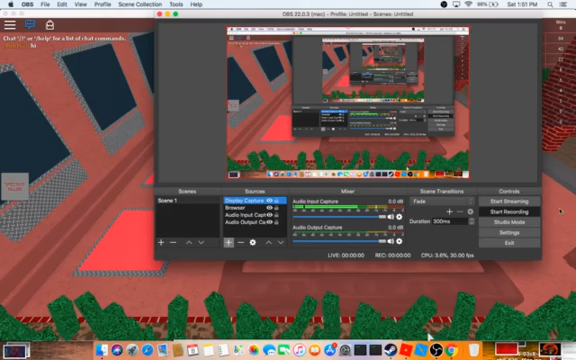 OBS File Edit View Profile Scene Collection Tools Help
Sat 1:51 PM
OBS 22.0.3 (mac) - Profile: Untitled - Scenes: Untitled
Chat '/?' or '/help' for a list of chat commands.
hi
Scenes
Scene 1
Sources
Display Capture
Browser
Audio Input Capt
Audio Output Ca
Mixer
Audio Input Capture 0.0 dB
Audio Output Capture 0.0 dB
Scene Transitions
Fade
Duration 300ms
Controls
Start Streaming
Start Recording
Studio Mode
Settings
Exit
LIVE: 00:00:00 REC: 00:00:00 CPU: 3.6%, 30.00 fps